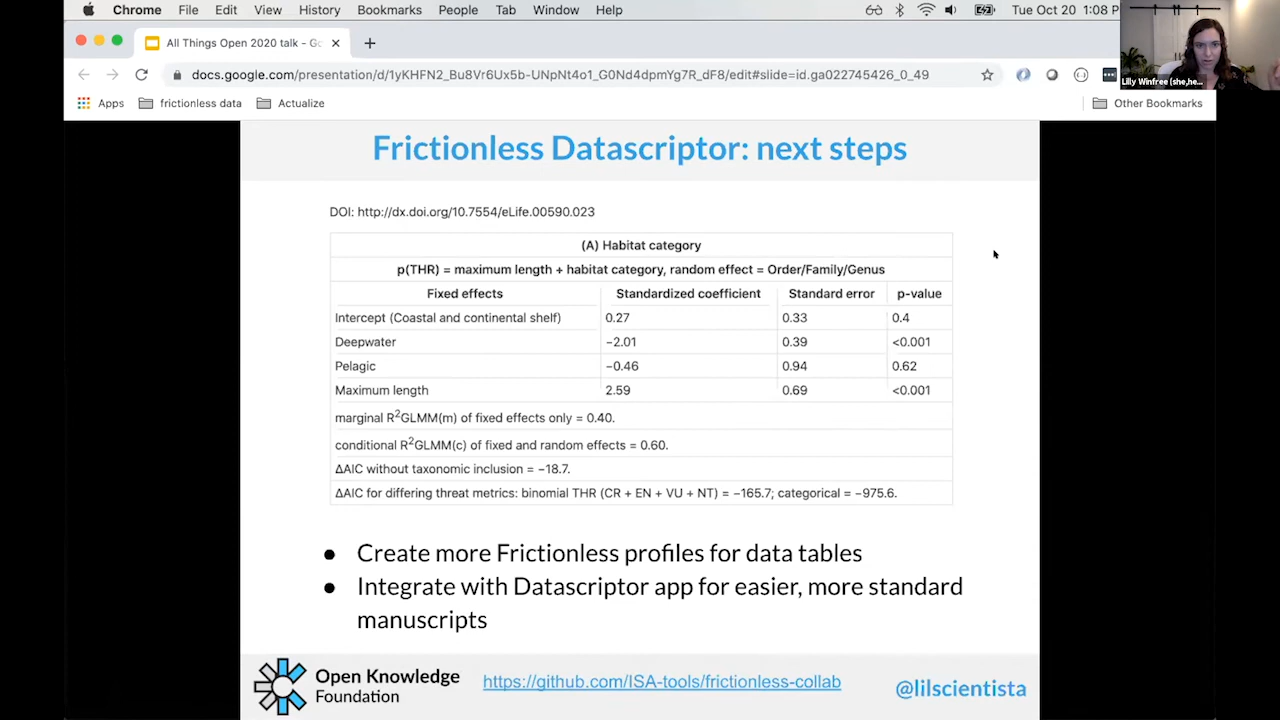 Chrome File Edit View History Bookmarks People Tab Window Help Tue Oct 20 1:08 P
All Things Open 2020 talk - Go
docs.google.com/presentation/d/1yKHFN2_Bu8Vr6Ux5b-UNpNt4o1_G0Nd4dpmYg7R_dF8/edit#slide=id.ga022745426_0_49
Lilly Winfree (she,he...
Apps frictionless data Actualize Other Bookmarks
Frictionless Datascriptor: next steps
DOI: http://dx.doi.org/10.7554/eLife.00590.023
(A) Habitat category
p(THR) = maximum length + habitat category, random effect = Order/Family/Genus
Fixed effects Standardized coefficient Standard error p-value
Intercept (Coastal and continental shelf) 0.27 0.33 0.4
Deepwater −2.01 0.39 <0.001
Pelagic −0.46 0.94 0.62
Maximum length 2.59 0.69 <0.001
marginal R²GLMM(m) of fixed effects only = 0.40.
conditional R²GLMM(c) of fixed and random effects = 0.60.
ΔAIC without taxonomic inclusion = −18.7.
ΔAIC for differing threat metrics: binomial THR (CR + EN + VU + NT) = −165.7; categorical = −975.6.
● Create more Frictionless profiles for data tables
● Integrate with Datascriptor app for easier, more standard
manuscripts
Open Knowledge
Foundation
https://github.com/ISA-tools/frictionless-collab
@lilscientista